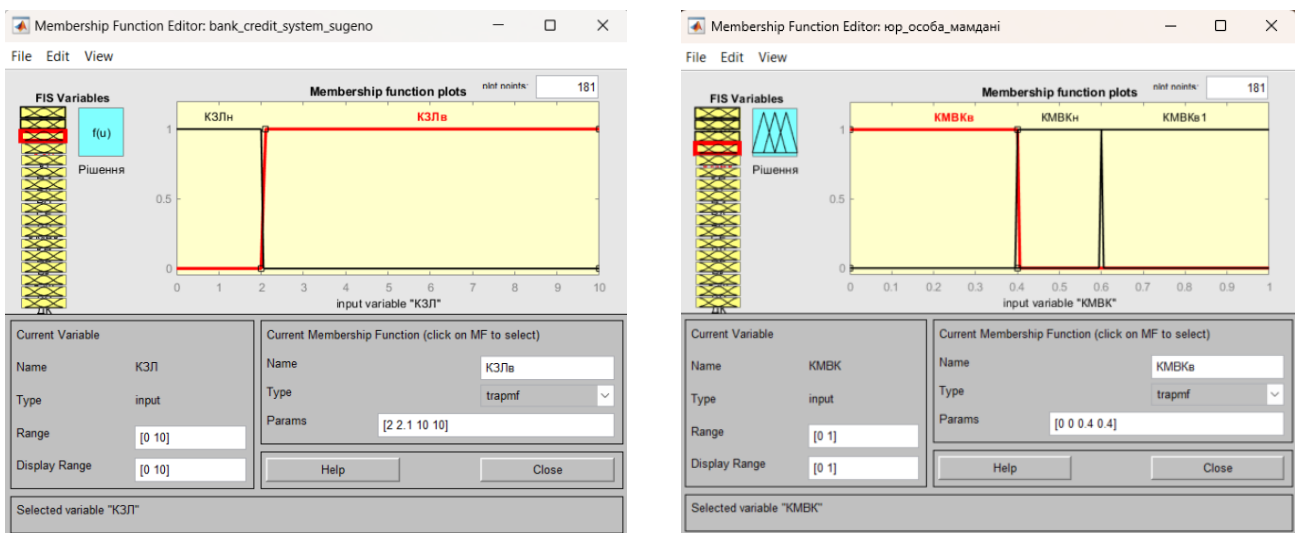 Membership Function Editor: bank_credit_system_sugeno
File Edit View
FIS Variables
f(u)
Рішення
Membership function plots
plot points:
181
КЗЛн
КЗЛв
1
0.5
0
0 1 2 3 4 5 6 7 8 9 10
input variable "КЗЛ"
Current Variable
Name КЗЛ
Type input
Range [0 10]
Display Range [0 10]
Current Membership Function (click on MF to select)
Name КЗЛв
Type trapmf
Params [2 2.1 10 10]
Help Close
Selected variable "КЗЛ"
Membership Function Editor: юр_особа_мамдані
File Edit View
FIS Variables
Рішення
Membership function plots
plot points:
181
КМВКв КМВКн КМВКв1
1
0.5
0
0 0.1 0.2 0.3 0.4 0.5 0.6 0.7 0.8 0.9 1
input variable "КМВК"
Current Variable
Name КМВК
Type input
Range [0 1]
Display Range [0 1]
Current Membership Function (click on MF to select)
Name КМВКв
Type trapmf
Params [0 0 0.4 0.4]
Help Close
Selected variable "КМВК"